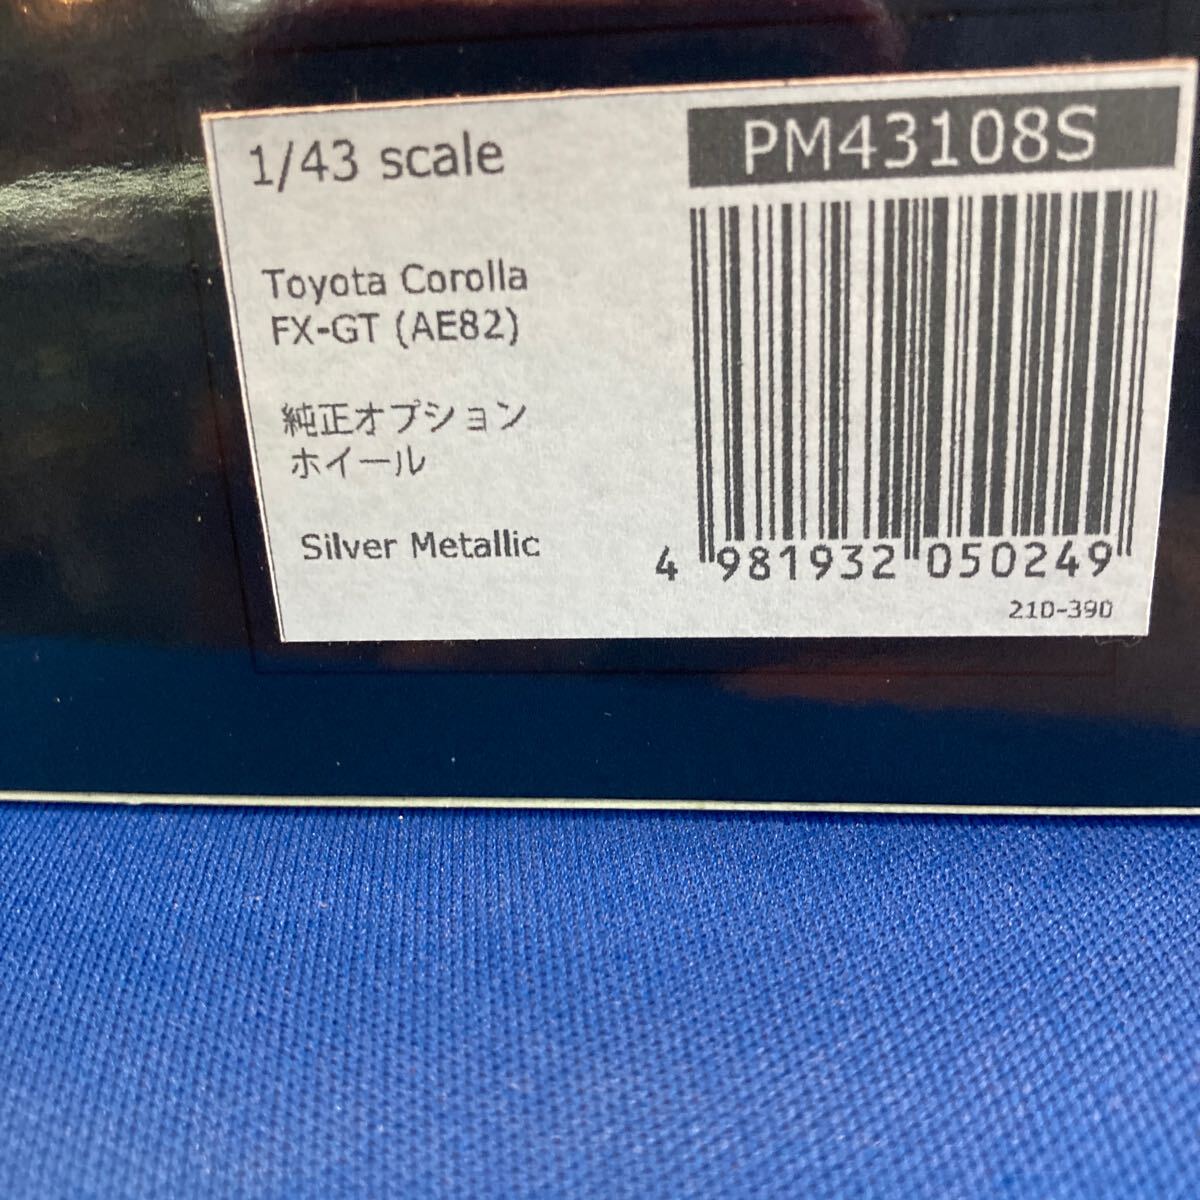 1/43 scale
PM43108S
Toyota Corolla
FX-GT (AE82)
純正オプション
ホイール
Silver Metallic
4 981932 050249
210-390